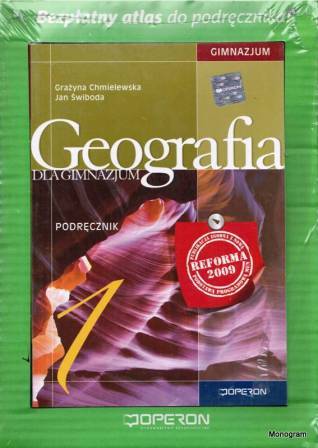 Bezpłatny atlas do podręcznika
GIMNAZJUM
Grażyna Chmielewska
Jan Świboda
OPERON
Geografia
DLA GIMNAZJUM
PODRĘCZNIK
REFORMA
2009
1
OPERON
OPERON
Monogram